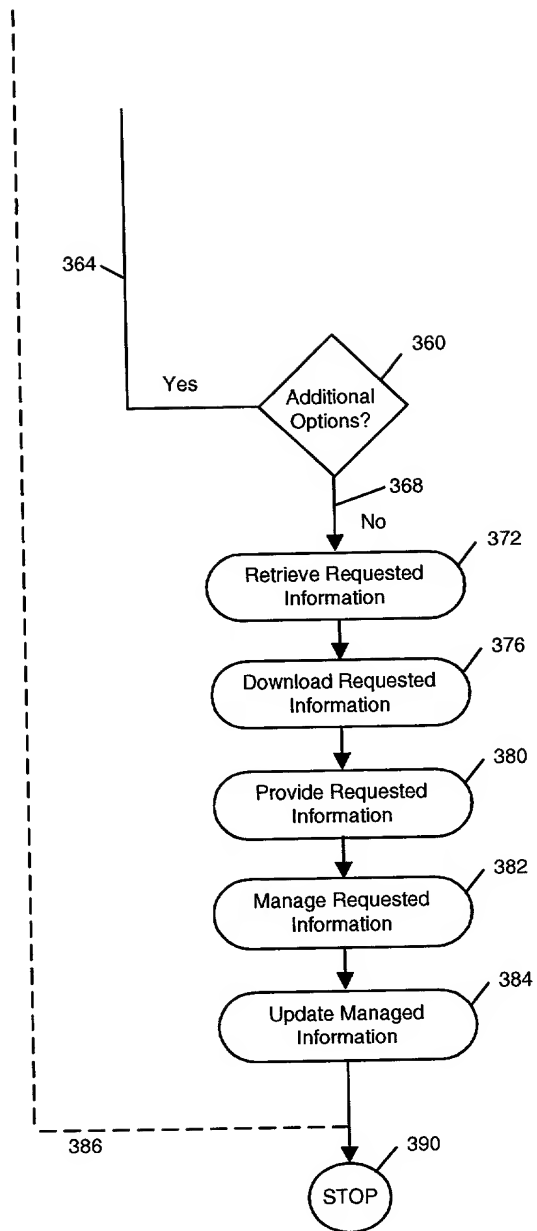 364
360
Yes
Additional
Options?
368
No
372
Retrieve Requested
Information
376
Download Requested
Information
380
Provide Requested
Information
382
Manage Requested
Information
384
Update Managed
Information
386
390
STOP